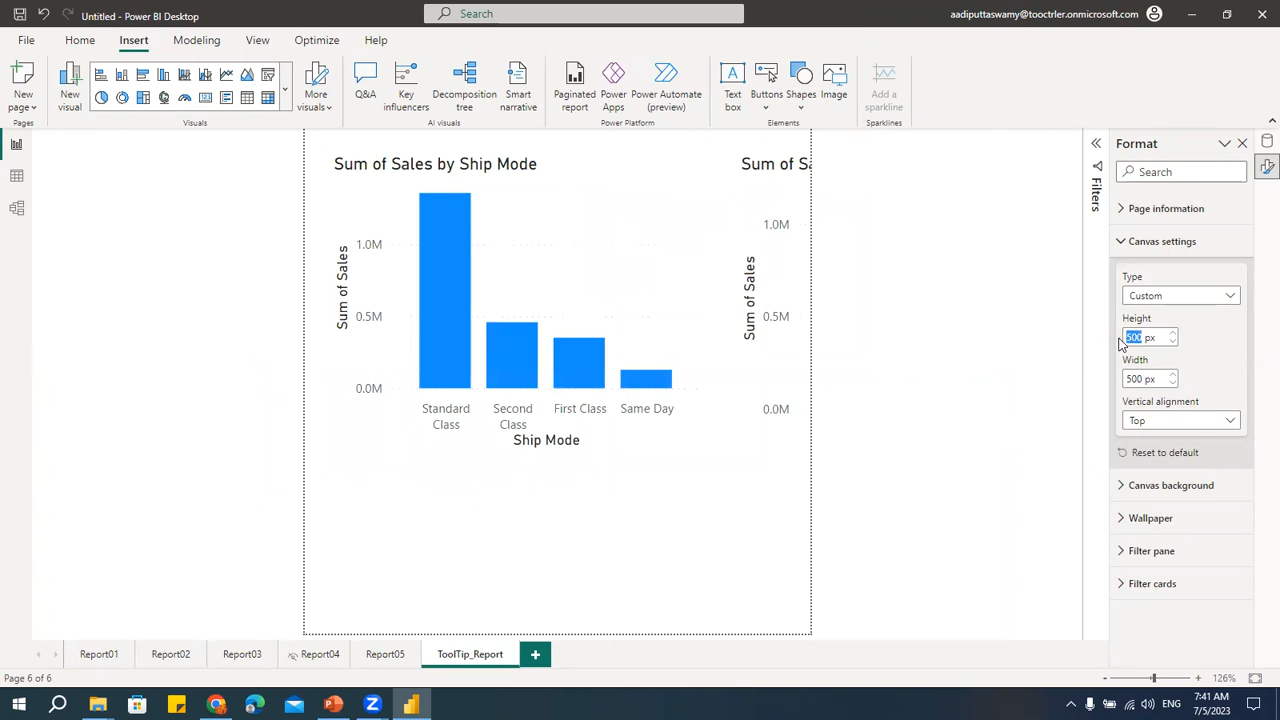 Untitled - Power BI Desktop
Search
aadiputtaswamy@tooctrler.onmicrosoft.com
File
Home
Insert
Modeling
View
Optimize
Help
New page
New visual
More visuals
Q&A
Key influencers
Decomposition tree
Smart narrative
Paginated report
Power Apps
Power Automate (preview)
Text box
Buttons
Shapes
Image
Add a sparkline
Pages
Visuals
AI visuals
Power Platform
Elements
Sparklines
Sum of Sales by Ship Mode
Sum of Sales
1.0M
0.5M
0.0M
Standard Class
Second Class
First Class
Same Day
Ship Mode
Sum of Sa
Sum of Sales
1.0M
0.5M
0.0M
Filters
Format
Search
Page information
Canvas settings
Type
Custom
Height
500 px
Width
500 px
Vertical alignment
Top
Reset to default
Canvas background
Wallpaper
Filter pane
Filter cards
Report01
Report02
Report03
Report04
Report05
ToolTip_Report
Page 6 of 6
126%
7:41 AM
7/5/2023